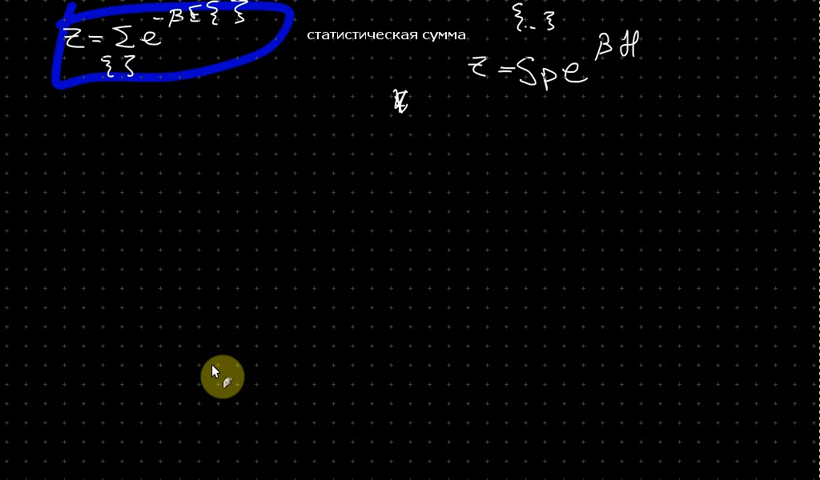 Z = Σ e^{-βE{ }}
{ }
статистическая сумма
{..}
Z = Sp e^{βH}